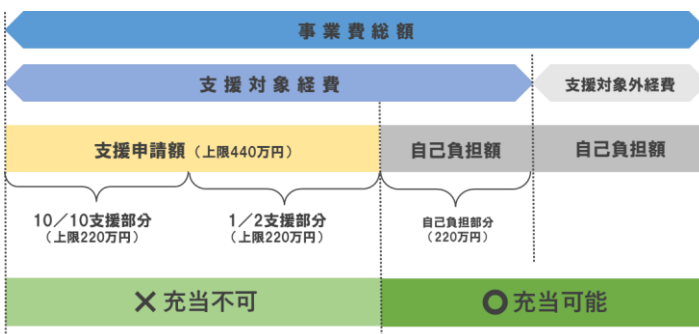 事業費総額
支援対象経費
支援対象外経費
支援申請額（上限440万円）
自己負担額
自己負担額
10／10支援部分
（上限220万円）
1／2支援部分
（上限220万円）
自己負担部分
（220万円）
×充当不可
○充当可能